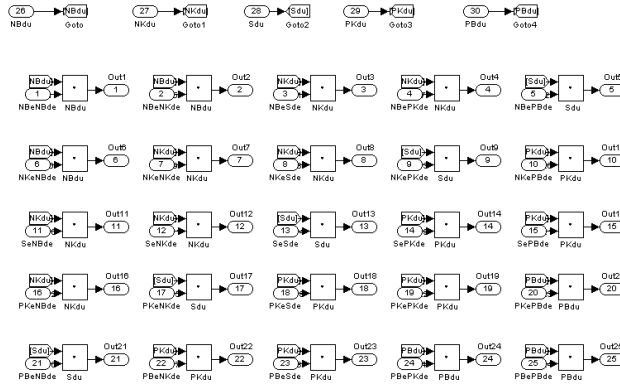 26 [NBdu] 27 [NKdu] 28 [Sdu] 29 [PKdu] 30 [PBdu]
NBdu Goto NKdu Goto1 Sdu Goto2 PKdu Goto3 PBdu Goto4
NBdu Out1 NBdu Out2 NKdu Out3 NKdu Out4 [Sdu] Out5
1 1 2 2 3 3 4 4 5 5
NBeNBde NBdu NBeNKde NBdu NBeSde NKdu NBePKde NKdu NBePBde Sdu
NBdu Out6 NKdu Out7 NKdu Out8 [Sdu] Out9 PKdu Out1
6 6 7 7 8 8 9 9 10 10
NKeNBde NBdu NKeNKde NKdu NKeSde NKdu NKePKde Sdu NKePBde PKdu
NKdu Out11 NKdu Out12 [Sdu] Out13 PKdu Out14 PKdu Out1
11 11 12 12 13 13 14 14 15 15
SeNBde NKdu SeNKde NKdu SeSde Sdu SePKde PKdu SePBde PKdu
NKdu Out16 [Sdu] Out17 PKdu Out18 PKdu Out19 PBdu Out2
16 16 17 17 18 18 19 19 20 20
PKeNBde NKdu PKeNKde Sdu PKeSde PKdu PKePKde PKdu PKePBde PBdu
[Sdu] Out21 PKdu Out22 PKdu Out23 PBdu Out24 PBdu Out25
21 21 22 22 23 23 24 24 25 25
PBeNBde Sdu PBeNKde PKdu PBeSde PKdu PBePKde PBdu PBePBde PBdu